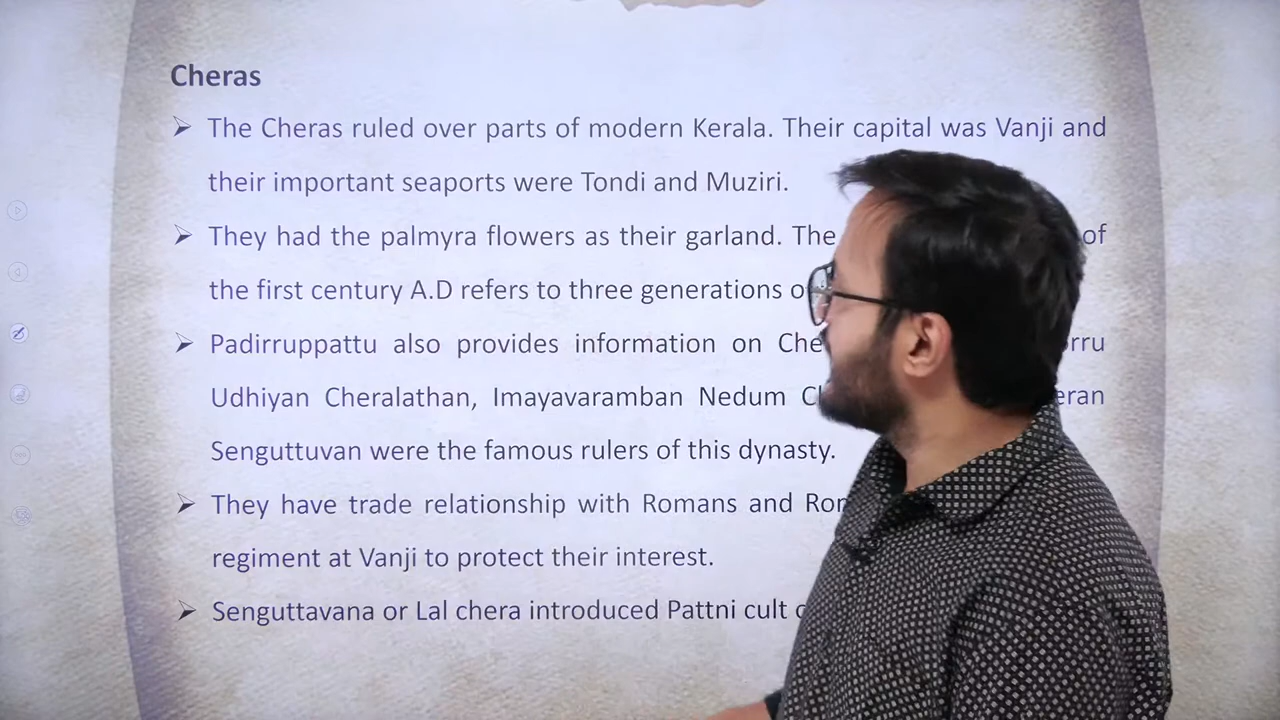 Cheras
➢ The Cheras ruled over parts of modern Kerala. Their capital was Vanji and
their important seaports were Tondi and Muziri.
➢ They had the palmyra flowers as their garland. The of
the first century A.D refers to three generations
➢ Padirruppattu also provides information on
Udhiyan Cheralathan, Imayavaramban Nedum
Senguttuvan were the famous rulers of this dynasty.
➢ They have trade relationship with Romans and
regiment at Vanji to protect their interest.
➢ Senguttavana or Lal chera introduced Pattni cult